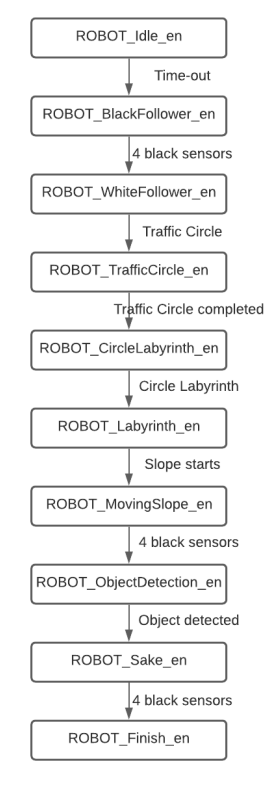 ROBOT_Idle_en
Time-out
ROBOT_BlackFollower_en
4 black sensors
ROBOT_WhiteFollower_en
Traffic Circle
ROBOT_TrafficCircle_en
Traffic Circle completed
ROBOT_CircleLabyrinth_en
Circle Labyrinth
ROBOT_Labyrinth_en
Slope starts
ROBOT_MovingSlope_en
4 black sensors
ROBOT_ObjectDetection_en
Object detected
ROBOT_Sake_en
4 black sensors
ROBOT_Finish_en